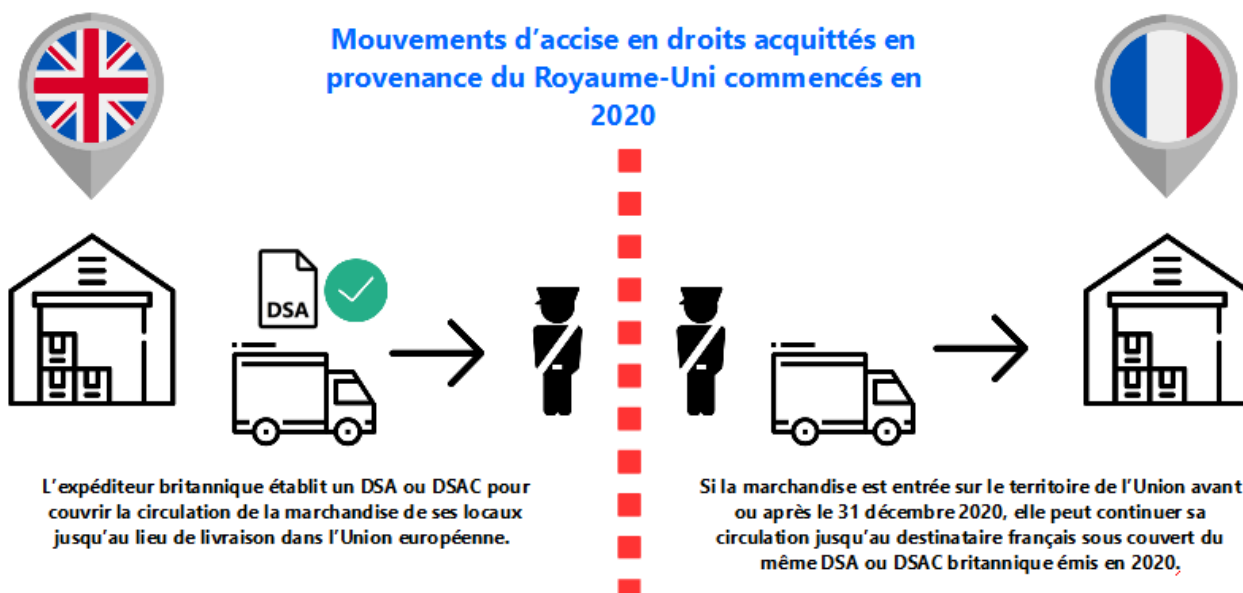 Mouvements d’accise en droits acquittés en
provenance du Royaume-Uni commencés en
2020
DSA
L’expéditeur britannique établit un DSA ou DSAC pour
couvrir la circulation de la marchandise de ses locaux
jusqu’au lieu de livraison dans l’Union européenne.
Si la marchandise est entrée sur le territoire de l’Union avant
ou après le 31 décembre 2020, elle peut continuer sa
circulation jusqu’au destinataire français sous couvert du
même DSA ou DSAC britannique émis en 2020.